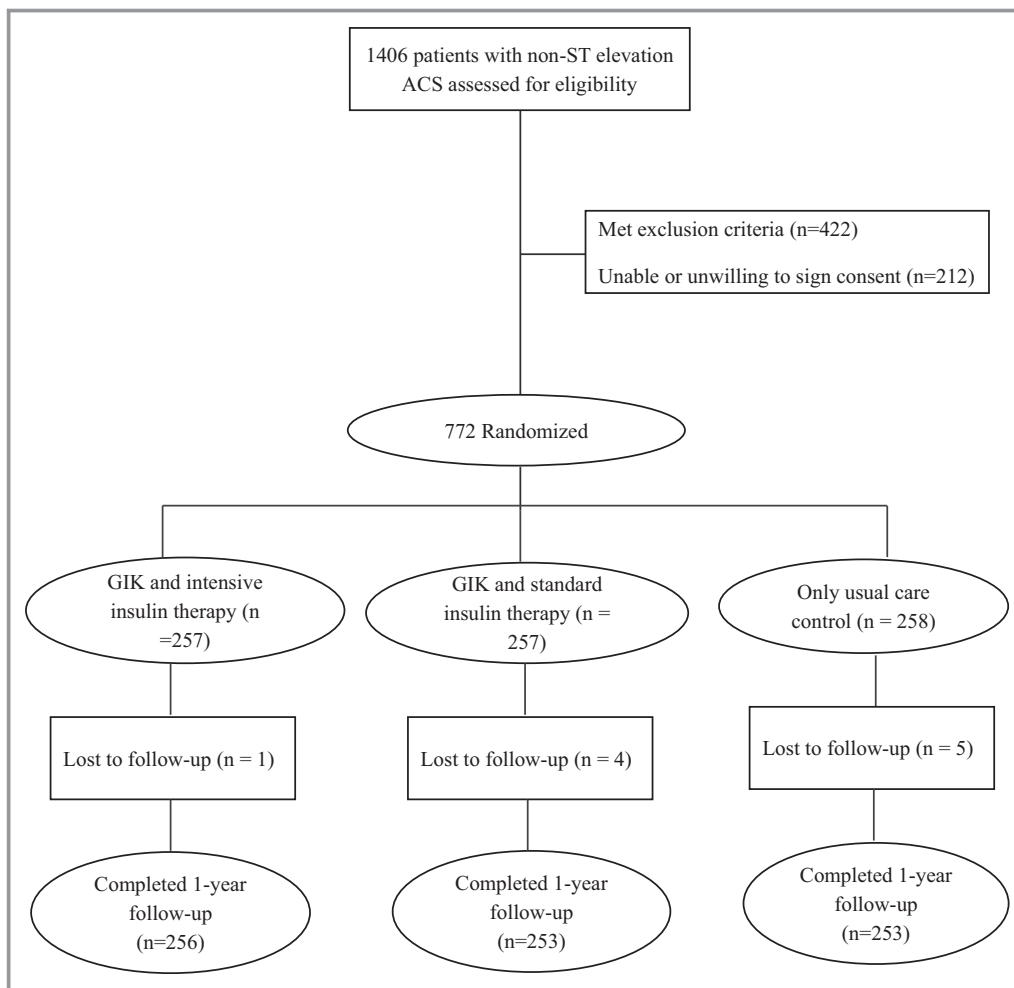 1406 patients with non-ST elevation
ACS assessed for eligibility
Met exclusion criteria (n=422)
Unable or unwilling to sign consent (n=212)
772 Randomized
GIK and intensive
insulin therapy (n
=257)
GIK and standard
insulin therapy (n =
257)
Only usual care
control (n = 258)
Lost to follow-up (n = 1)
Lost to follow-up (n = 4)
Lost to follow-up (n = 5)
Completed 1-year
follow-up
(n=256)
Completed 1-year
follow-up
(n=253)
Completed 1-year
follow-up
(n=253)